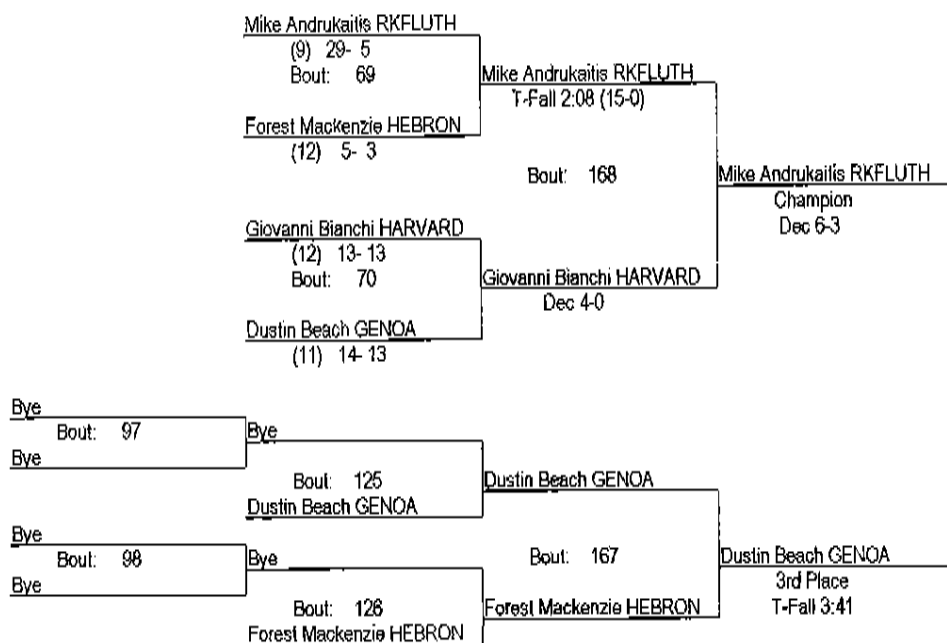 Mike Andrukaitis RKFLUTH
(9) 29- 5
Bout: 69
Mike Andrukaitis RKFLUTH
T-Fall 2:08 (15-0)
Forest Mackenzie HEBRON
(12) 5- 3
Bout: 168
Mike Andrukaitis RKFLUTH
Champion
Dec 6-3
Giovanni Bianchi HARVARD
(12) 13- 13
Bout: 70
Giovanni Bianchi HARVARD
Dec 4-0
Dustin Beach GENOA
(11) 14- 13
Bye
Bout: 97
Bye
Bye
Bout: 125
Dustin Beach GENOA
Dustin Beach GENOA
Bye
Bout: 98
Bye
Bye
Bout: 167
Dustin Beach GENOA
3rd Place
T-Fall 3:41
Bout: 126
Forest Mackenzie HEBRON
Forest Mackenzie HEBRON